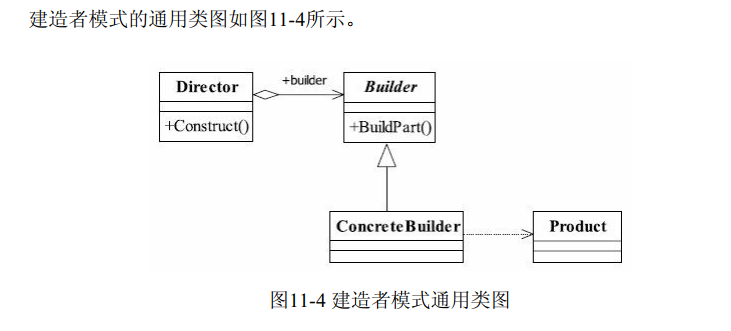 建造者模式的通用类图如图11-4所示。
Director
+builder
Builder
+Construct()
+BuildPart()
ConcreteBuilder
Product
图11-4 建造者模式通用类图